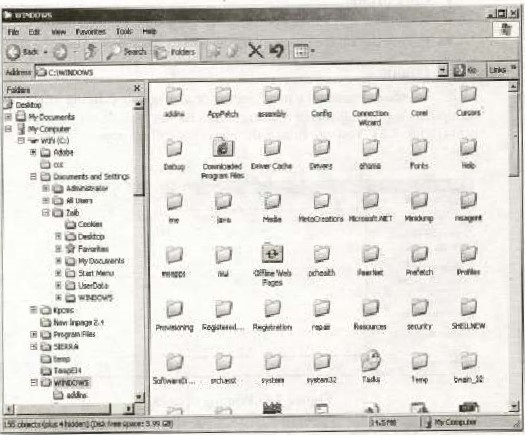 WINDOWS
File Edit View Favorites Tools Help
Back Search Folders
Address C:\WINDOWS Go Links
Folders
Desktop
My Documents
My Computer
Adobe
Documents and Settings
Administrator
All Users
Zaib
Cookies
Desktop
Favorites
My Documents
Start Menu
UserData
WINDOWS
Kpcms
New Inpage 2.4
Program Files
SIERRA
temp
TempEI4
WINDOWS
addins
addins AppPatch assembly Config Connection Wizard Corel Cursors
Debug Downloaded Program Files Driver Cache Drivers ehome Fonts Help
ime java Media MetaCreations Microsoft.NET Minidump msagent
msapps mui Offline Web Pages pchealth PeerNet Prefetch Profiles
Provisioning Registered... Registration repair Resources security SHELLNEW
SoftwareDi... srchasst system system32 Tasks Temp twain_32
155 objects (plus 4 hidden) (Disk free space: 5.99 GB) 14.5 MB My Computer